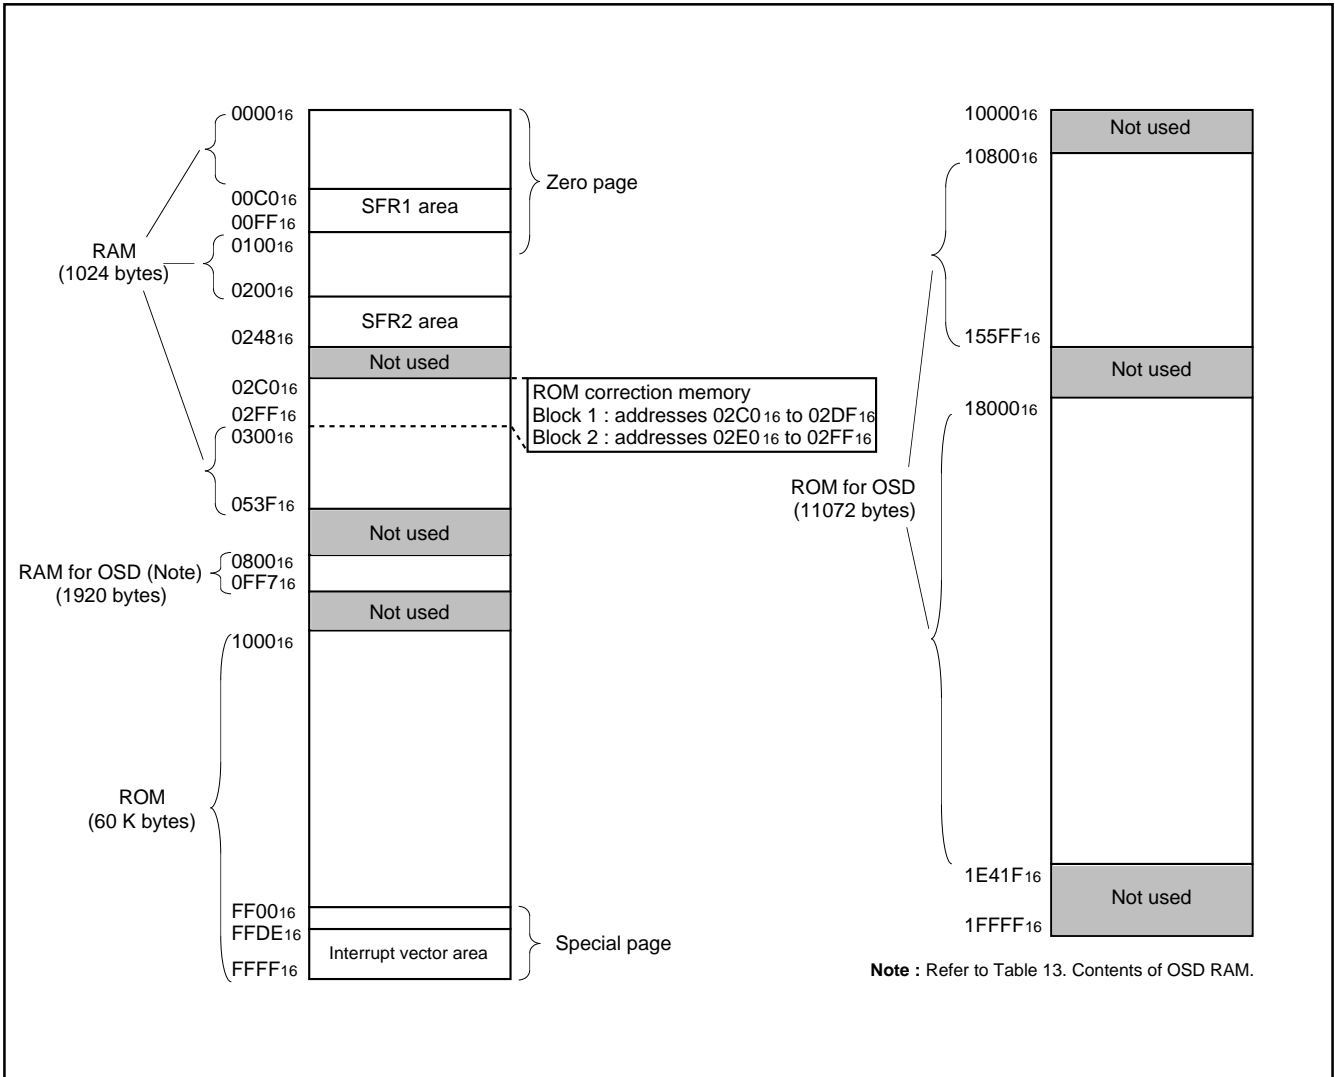 000016
00C016
SFR1 area
00FF16
Zero page
010016
RAM
(1024 bytes)
020016
SFR2 area
024816
Not used
02C016
02FF16
030016
ROM correction memory
Block 1 : addresses 02C016 to 02DF16
Block 2 : addresses 02E016 to 02FF16
053F16
Not used
080016
0FF716
RAM for OSD (Note)
(1920 bytes)
Not used
100016
ROM
(60 K bytes)
FF0016
FFDE16
Interrupt vector area
FFFF16
Special page
1000016
Not used
1080016
155FF16
Not used
1800016
ROM for OSD
(11072 bytes)
1E41F16
Not used
1FFFF16
Note : Refer to Table 13. Contents of OSD RAM.